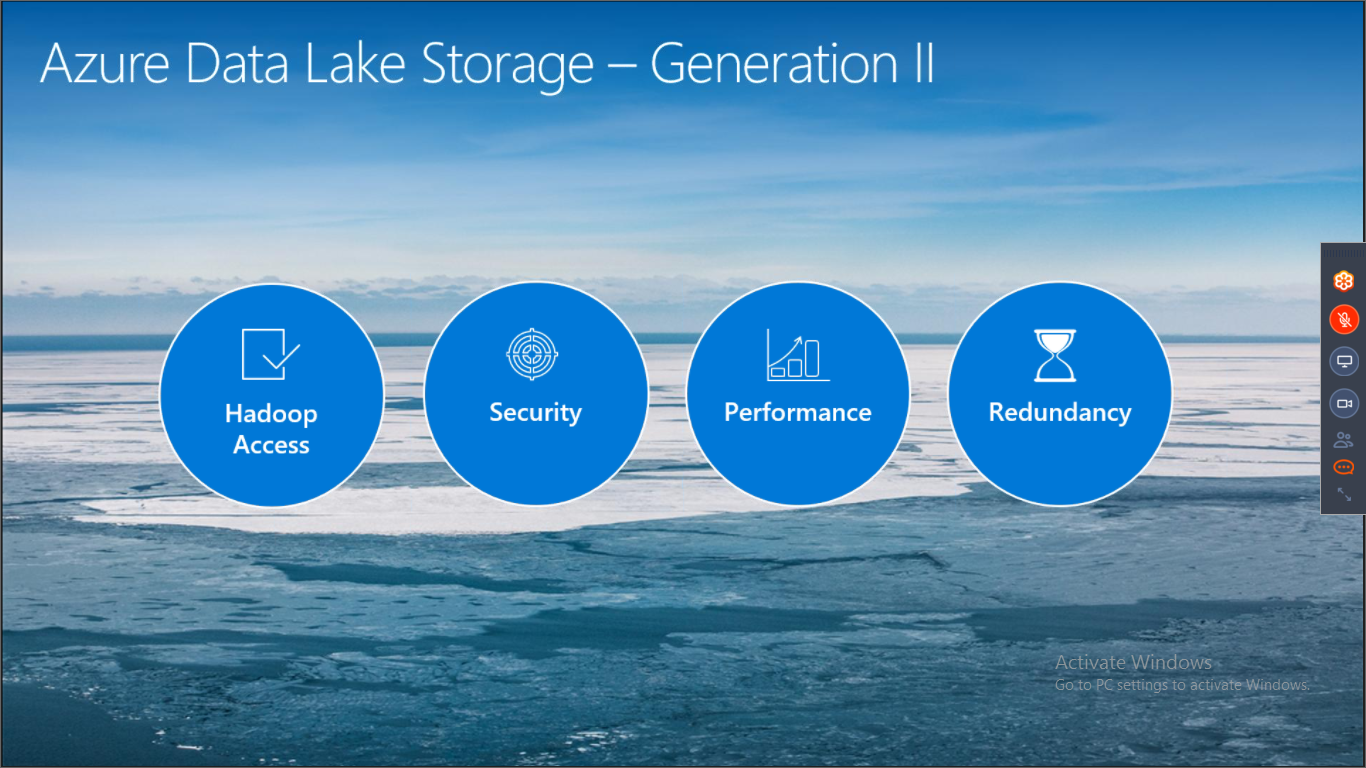 Azure Data Lake Storage – Generation II
Hadoop
Access
Security
Performance
Redundancy
Activate Windows
Go to PC settings to activate Windows.